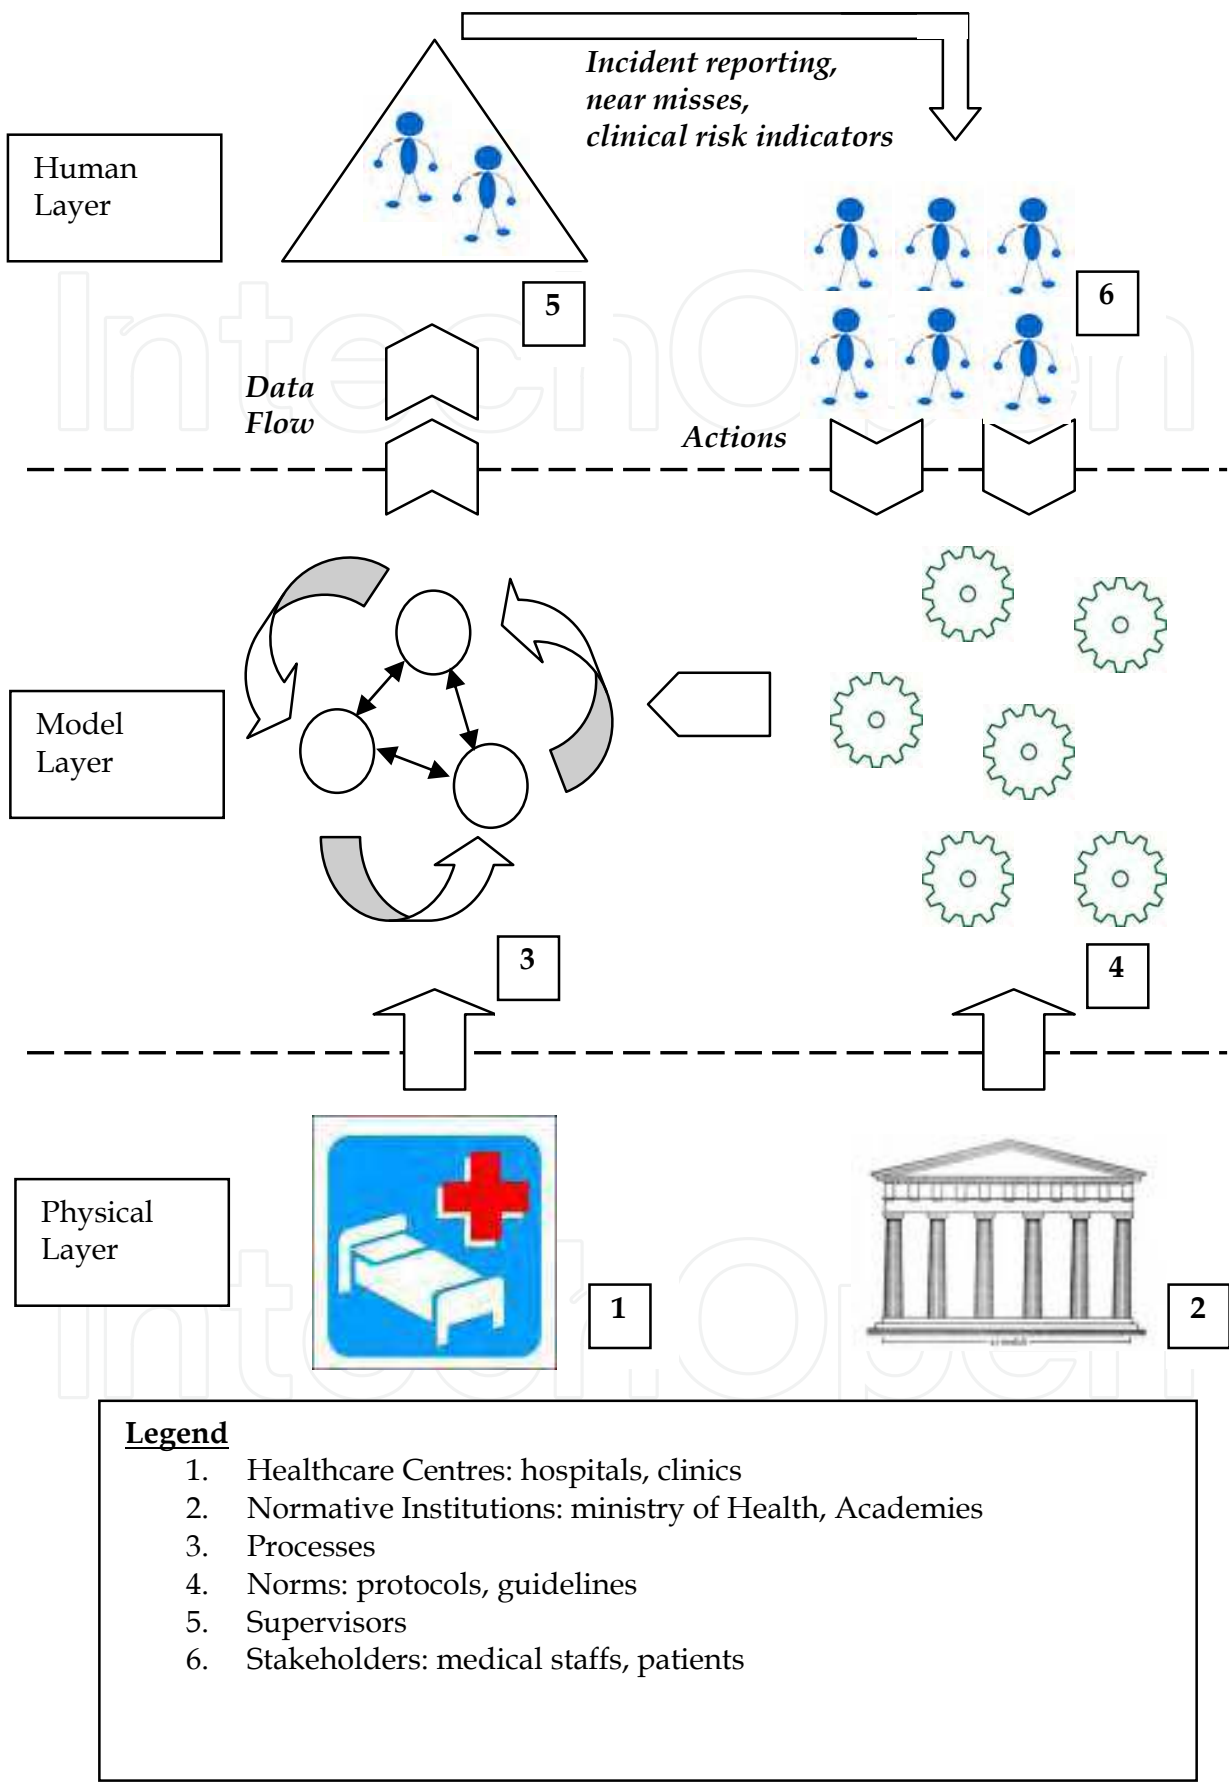 Incident reporting,
near misses,
clinical risk indicators
Human
Layer
5
6
Data
Flow
Actions
Model
Layer
3
4
Physical
Layer
1
2
Legend
1. Healthcare Centres: hospitals, clinics
2. Normative Institutions: ministry of Health, Academies
3. Processes
4. Norms: protocols, guidelines
5. Supervisors
6. Stakeholders: medical staffs, patients
IntechOpen
IntechOpen